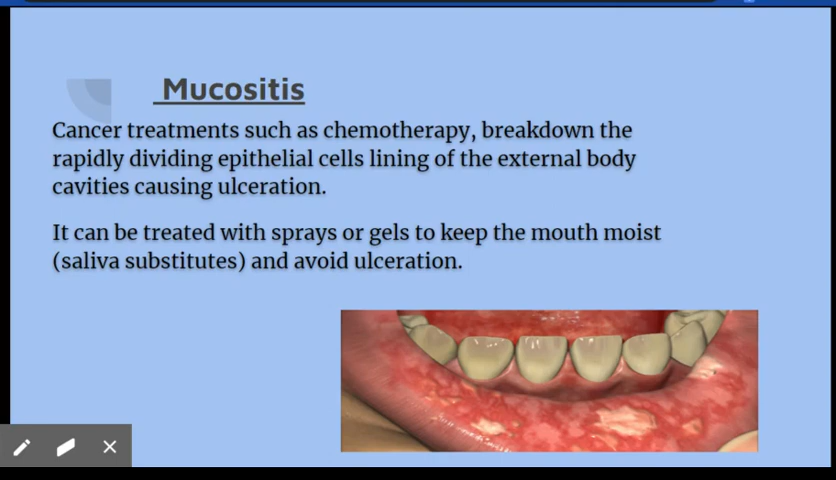 Mucositis
Cancer treatments such as chemotherapy, breakdown the
rapidly dividing epithelial cells lining of the external body
cavities causing ulceration.
It can be treated with sprays or gels to keep the mouth moist
(saliva substitutes) and avoid ulceration.